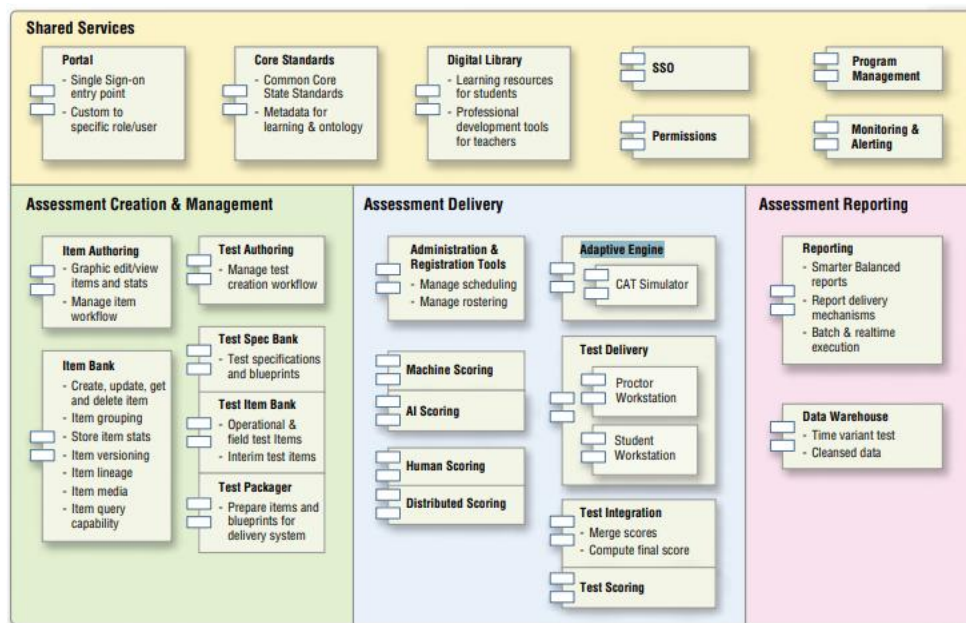 Shared Services
Portal
- Single Sign-on
entry point
- Custom to
specific role/user
Core Standards
- Common Core
State Standards
- Metadata for
learning & ontology
Digital Library
- Learning resources
for students
- Professional
development tools
for teachers
SSO
Permissions
Program
Management
Monitoring &
Alerting
Assessment Creation & Management
Item Authoring
- Graphic edit/view
items and stats
- Manage item
workflow
Item Bank
- Create, update, get
and delete item
- Item grouping
- Store item stats
- Item versioning
- Item lineage
- Item media
- Item query
capability
Test Authoring
- Manage test
creation workflow
Test Spec Bank
- Test specifications
and blueprints
Test Item Bank
- Operational &
field test Items
- Interim test items
Test Packager
- Prepare items and
blueprints for
delivery system
Assessment Delivery
Administration &
Registration Tools
- Manage scheduling
- Manage rostering
Machine Scoring
AI Scoring
Human Scoring
Distributed Scoring
Adaptive Engine
CAT Simulator
Test Delivery
Proctor
Workstation
Student
Workstation
Test Integration
- Merge scores
- Compute final score
Test Scoring
Assessment Reporting
Reporting
- Smarter Balanced
reports
- Report delivery
mechanisms
- Batch & realtime
execution
Data Warehouse
- Time variant test
- Cleansed data